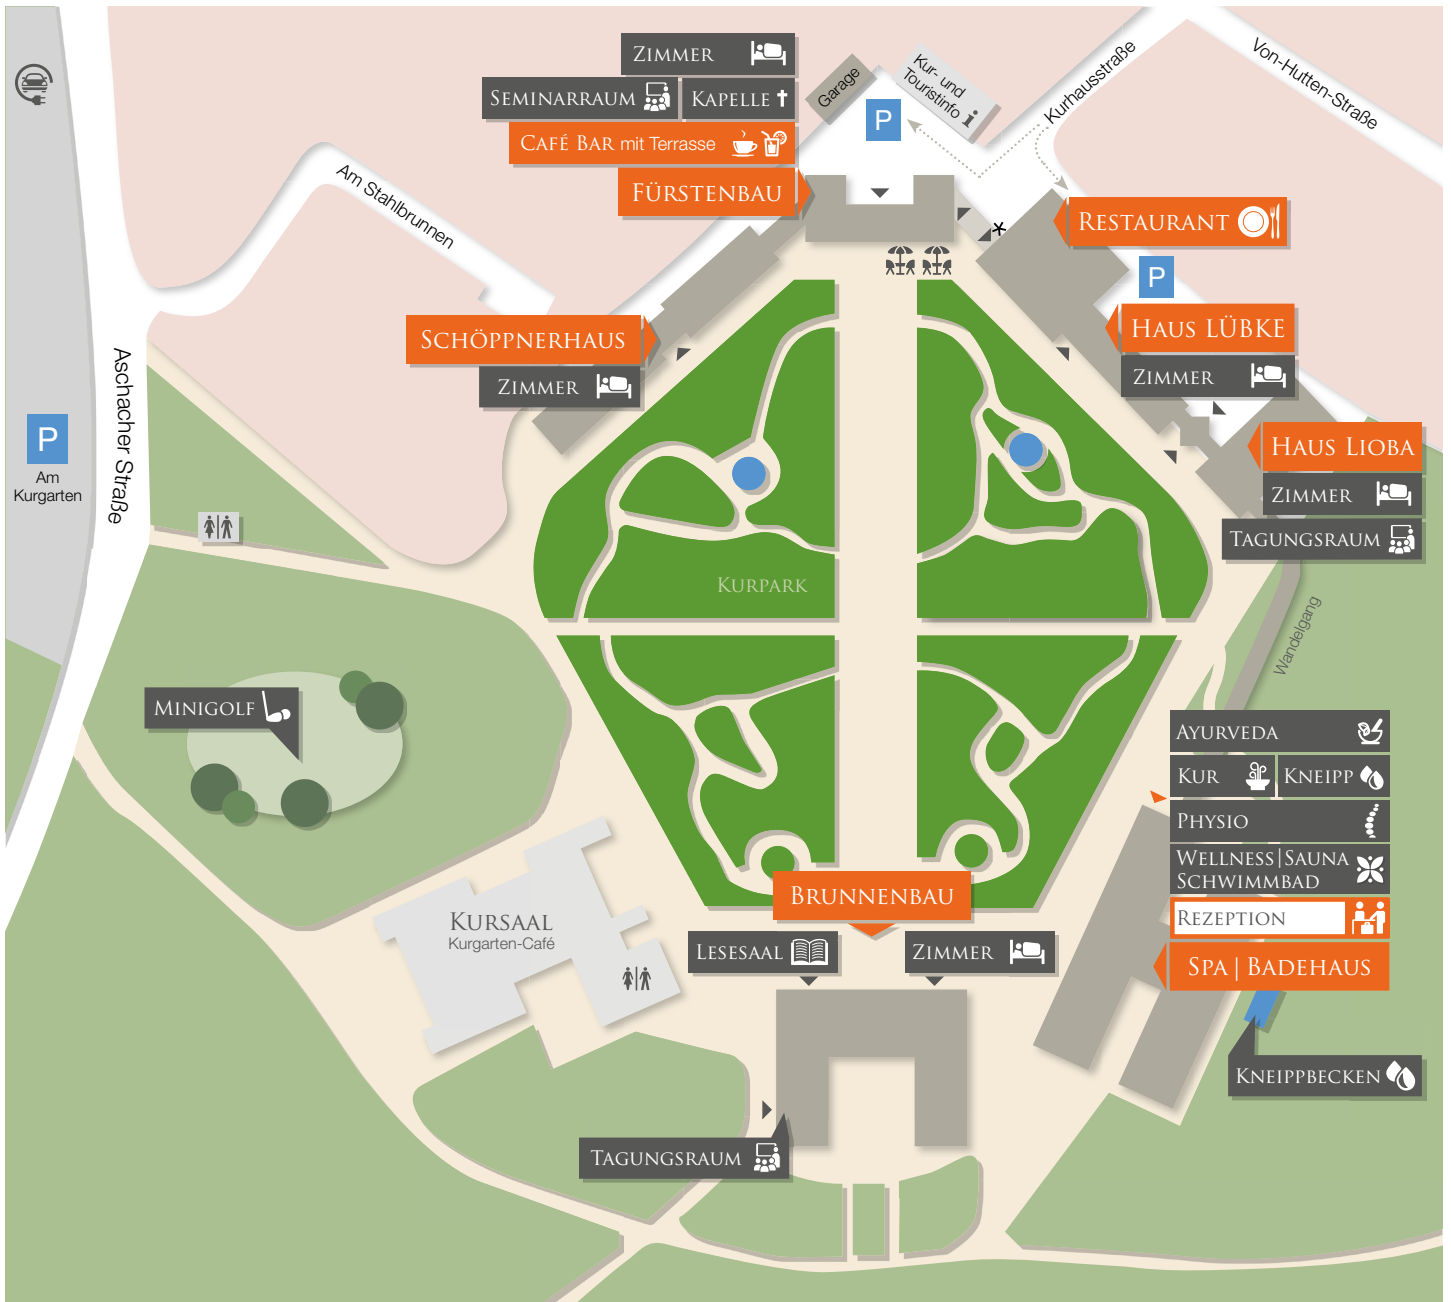 ZIMMER
SEMINARRAUM
KAPELLE
CAFÉ BAR mit Terrasse
FÜRSTENBAU
Garage
P
Kur- und
Touristinfo i
Kurhausstraße
Von-Hutten-Straße
RESTAURANT
P
HAUS LÜBKE
ZIMMER
HAUS LIOBA
ZIMMER
TAGUNGSRAUM
Am Stahlbrunnen
SCHÖPPNERHAUS
ZIMMER
Aschacher Straße
P
Am
Kurgarten
KURPARK
Wandelgang
MINIGOLF
AYURVEDA
KUR
KNEIPP
PHYSIO
WELLNESS|SAUNA
SCHWIMMBAD
REZEPTION
SPA | BADEHAUS
KNEIPPBECKEN
BRUNNENBAU
LESESAAL
ZIMMER
KURSAAL
Kurgarten-Café
TAGUNGSRAUM